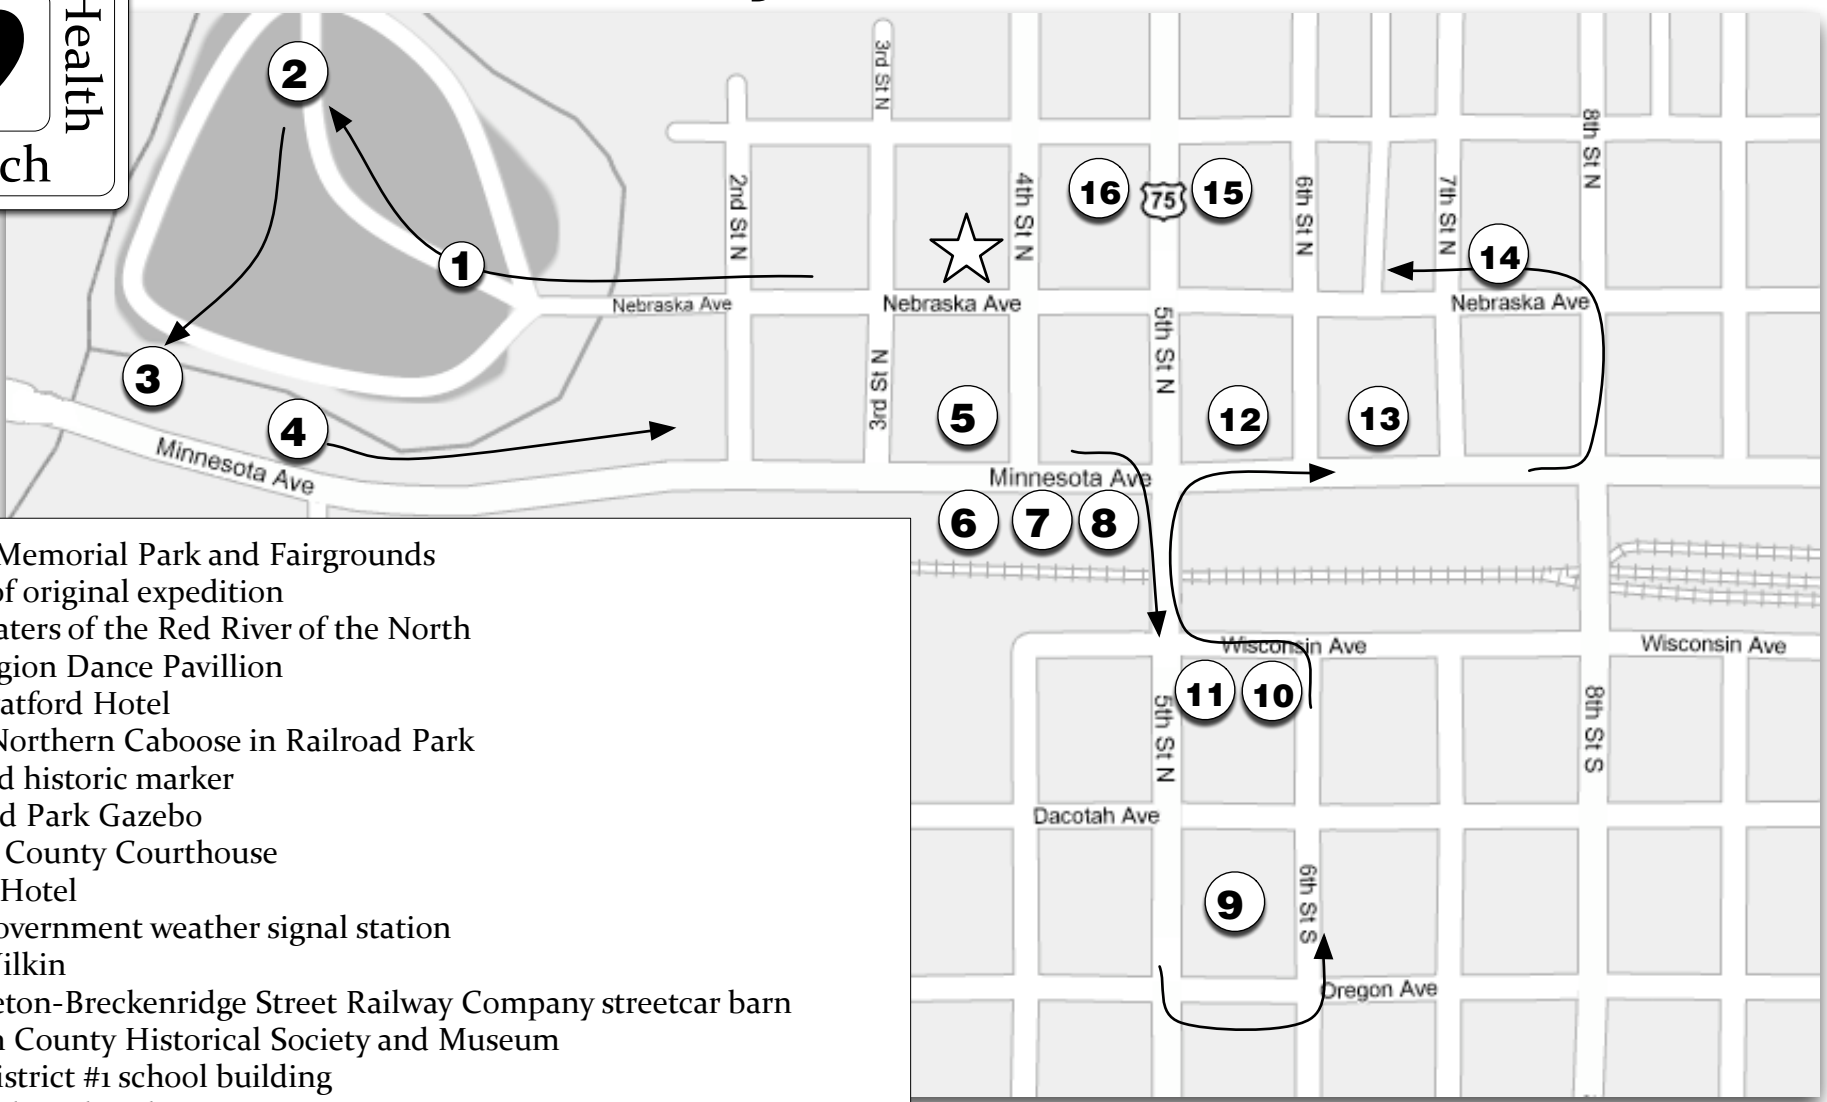 Health
ch
2
1
3
4
3rd St N
2nd St N
4th St N
16
75
15
6th St N
7th St N
8th St N
14
Nebraska Ave
Nebraska Ave
Nebraska Ave
3rd St N
5th St N
5
12
13
Minnesota Ave
Minnesota Ave
6
7
8
Wisconsin Ave
Wisconsin Ave
11
10
5th St N
8th St S
Dacotah Ave
9
6th St S
Oregon Ave
Memorial Park and Fairgrounds
of original expedition
aters of the Red River of the North
gion Dance Pavillion
atford Hotel
Northern Caboose in Railroad Park
d historic marker
d Park Gazebo
County Courthouse
Hotel
overnment weather signal station
ilkin
eton-Breckenridge Street Railway Company streetcar barn
n County Historical Society and Museum
istrict #1 school building